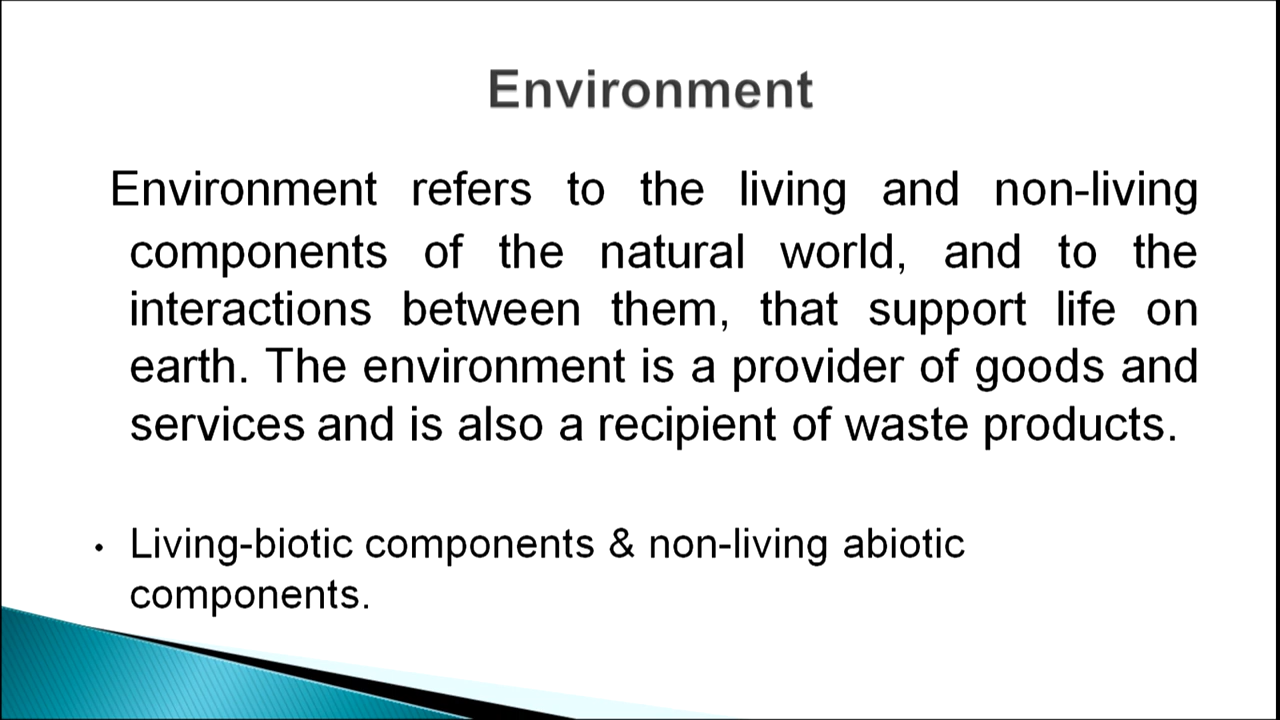 Environment
Environment refers to the living and non-living
components of the natural world, and to the
interactions between them, that support life on
earth. The environment is a provider of goods and
services and is also a recipient of waste products.
• Living-biotic components & non-living abiotic
components.